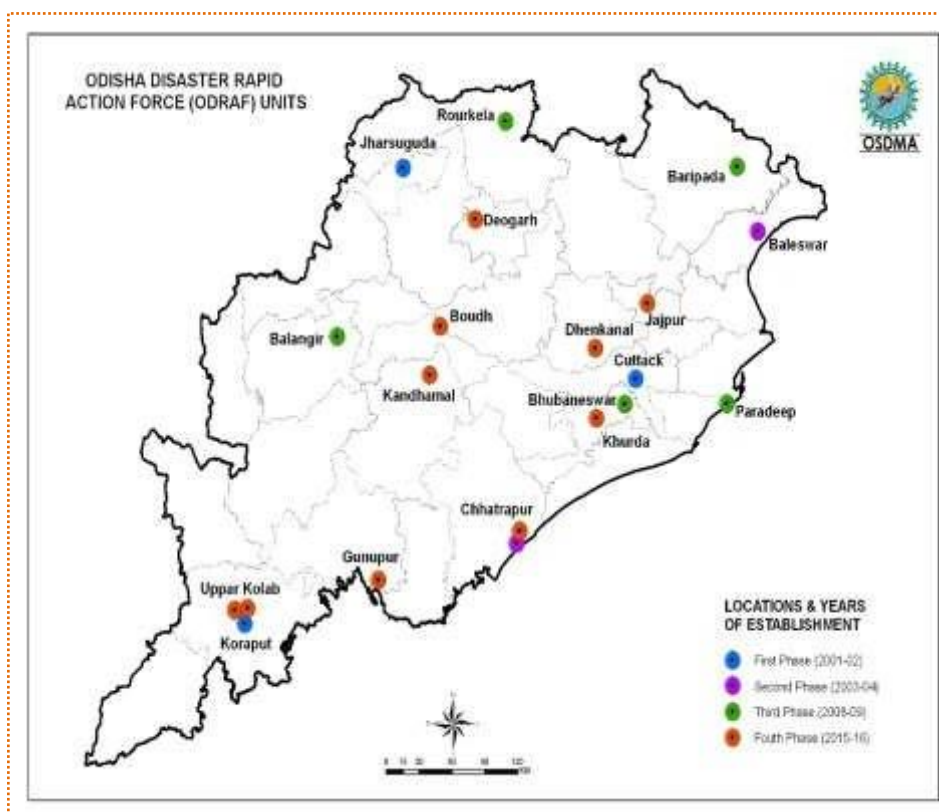 ODISHA DISASTER RAPID
ACTION FORCE (ODRAF) UNITS
OSDMA
Rourkela
Jharsuguda
Baripada
Deogarh
Baleswar
Boudh
Jajpur
Dhenkanal
Balangir
Cuttack
Kandhamal
Bhubaneswar
Paradeep
Khurda
Chhatrapur
Gunupur
Uppar Kolab
Koraput
LOCATIONS & YEARS
OF ESTABLISHMENT
First Phase (2001-02)
Second Phase (2003-04)
Third Phase (2008-09)
Fouth Phase (2015-16)